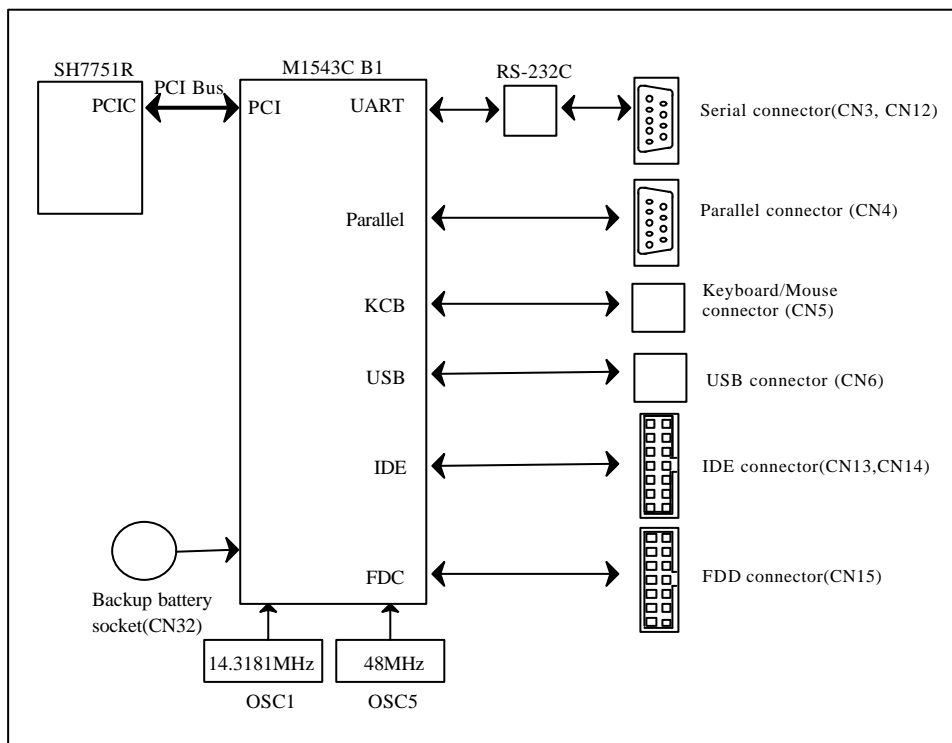 SH7751R
PCIC
PCI Bus
M1543C B1
PCI
UART
RS-232C
Serial connector(CN3, CN12)
Parallel
Parallel connector (CN4)
KCB
Keyboard/Mouse
connector (CN5)
USB
USB connector (CN6)
IDE
IDE connector(CN13,CN14)
FDC
FDD connector(CN15)
Backup battery
socket(CN32)
14.3181MHz
48MHz
OSC1
OSC5